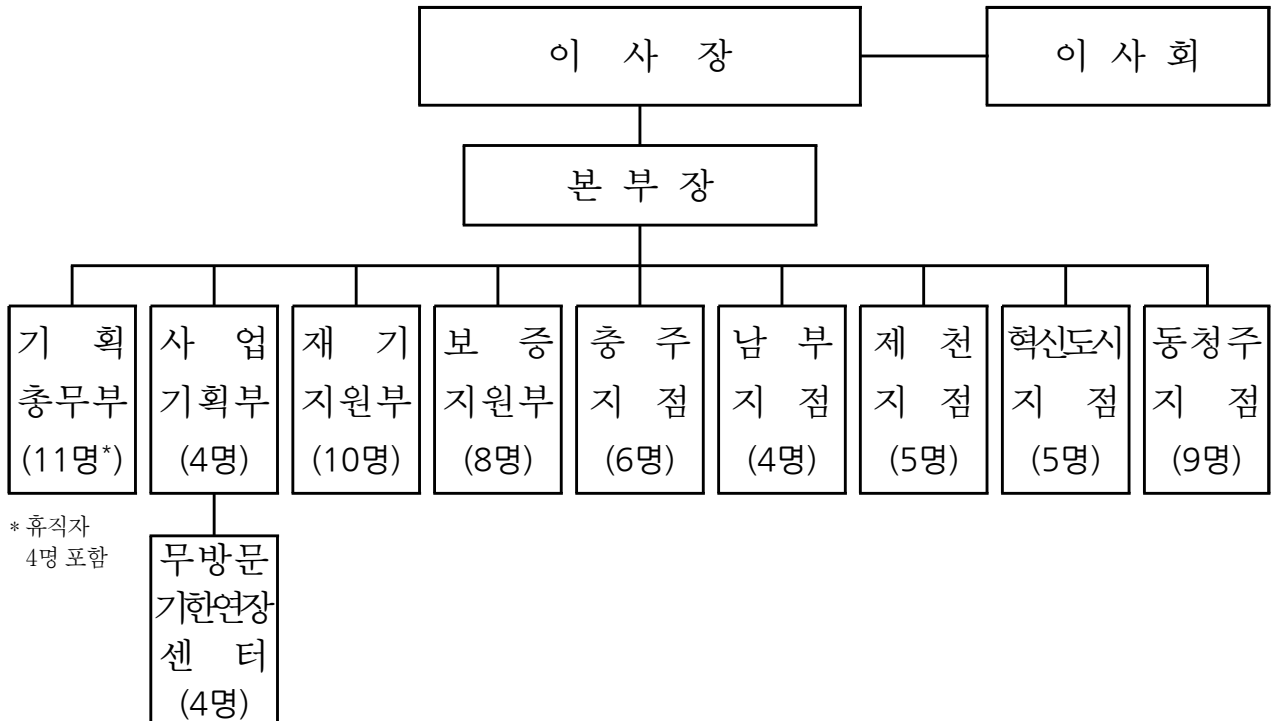 이 사 장
이 사 회
본 부 장
기 획
총무부
(11명*)
사 업
기획부
(4명)
재 기
지원부
(10명)
보 증
지원부
(8명)
충 주
지 점
(6명)
남 부
지 점
(4명)
제 천
지 점
(5명)
혁신도시
지 점
(5명)
동청주
지 점
(9명)
* 휴직자
4명 포함
무방문
기한연장
센 터
(4명)